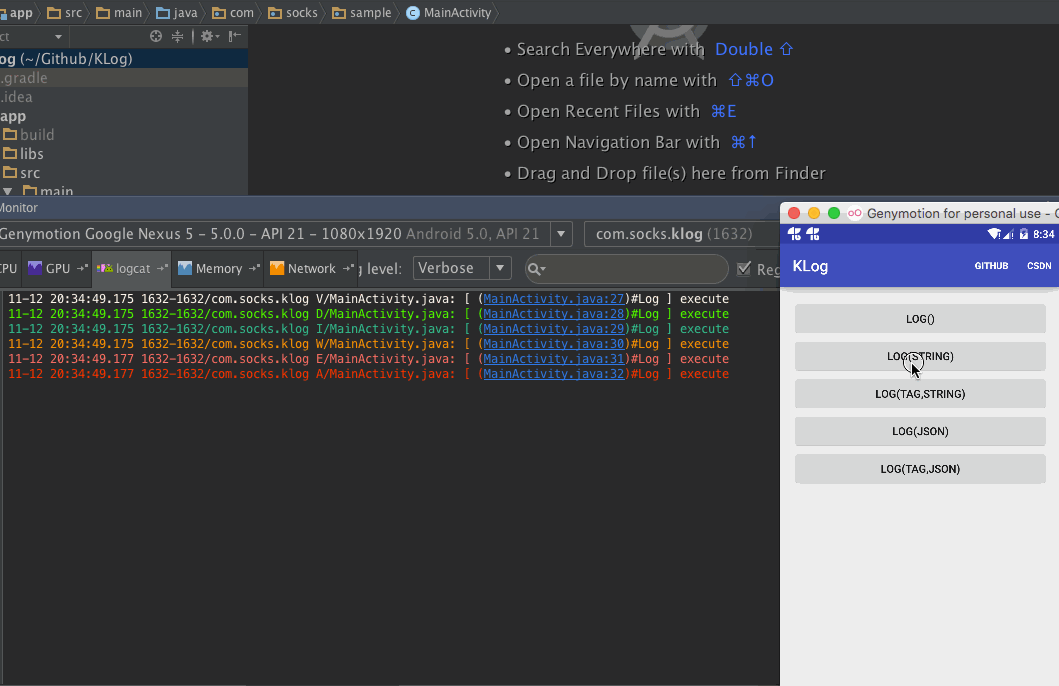 app src main java com socks sample MainActivity
ct
og (~/Github/KLog)
.gradle
.idea
app
build
libs
src
main
Search Everywhere with Double ⇧
Open a file by name with ⇧⌘O
Open Recent Files with ⌘E
Open Navigation Bar with ⌘↑
Drag and Drop file(s) here from Finder
Monitor
Genymotion Google Nexus 5 – 5.0.0 – API 21 – 1080x1920 Android 5.0, API 21 com.socks.klog (1632)
CPU GPU logcat Memory Network g level: Verbose Reg
11-12 20:34:49.175 1632-1632/com.socks.klog V/MainActivity.java: [ (MainActivity.java:27)#Log ] execute
11-12 20:34:49.175 1632-1632/com.socks.klog D/MainActivity.java: [ (MainActivity.java:28)#Log ] execute
11-12 20:34:49.175 1632-1632/com.socks.klog I/MainActivity.java: [ (MainActivity.java:29)#Log ] execute
11-12 20:34:49.175 1632-1632/com.socks.klog W/MainActivity.java: [ (MainActivity.java:30)#Log ] execute
11-12 20:34:49.177 1632-1632/com.socks.klog E/MainActivity.java: [ (MainActivity.java:31)#Log ] execute
11-12 20:34:49.177 1632-1632/com.socks.klog A/MainActivity.java: [ (MainActivity.java:32)#Log ] execute
Genymotion for personal use -
8:34
KLog GITHUB CSDN
LOG()
LOG(STRING)
LOG(TAG,STRING)
LOG(JSON)
LOG(TAG,JSON)